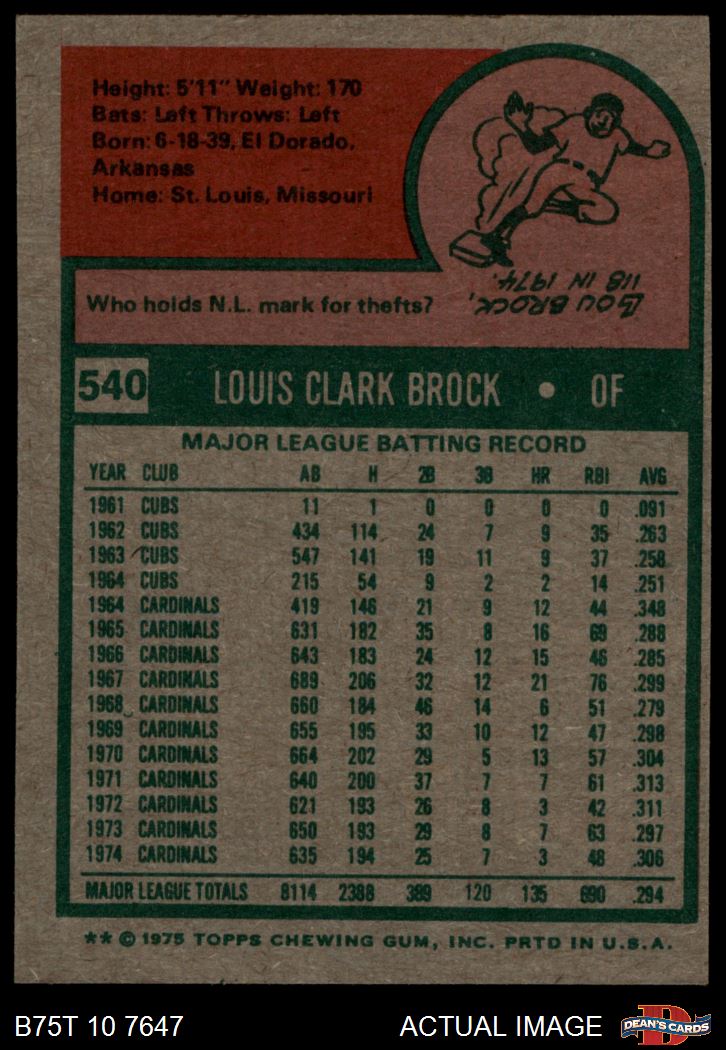 Height: 5'11" Weight: 170
Bats: Left Throws: Left
Born: 6-18-39, El Dorado,
Arkansas
Home: St. Louis, Missouri
Who holds N.L. mark for thefts?
LOU BROCK,
118 IN 1974.
540 LOUIS CLARK BROCK • OF
MAJOR LEAGUE BATTING RECORD
YEAR CLUB AB H 2B 3B HR RBI AVG
1961 CUBS 11 1 0 0 0 0 .091
1962 CUBS 434 114 24 7 9 35 .263
1963 CUBS 547 141 19 11 9 37 .258
1964 CUBS 215 54 9 2 2 14 .251
1964 CARDINALS 419 146 21 9 12 44 .348
1965 CARDINALS 631 182 35 8 16 69 .288
1966 CARDINALS 643 183 24 12 15 46 .285
1967 CARDINALS 689 206 32 12 21 76 .299
1968 CARDINALS 660 184 46 14 6 51 .279
1969 CARDINALS 655 195 33 10 12 47 .298
1970 CARDINALS 664 202 29 5 13 57 .304
1971 CARDINALS 640 200 37 7 7 61 .313
1972 CARDINALS 621 193 26 8 3 42 .311
1973 CARDINALS 650 193 29 8 7 63 .297
1974 CARDINALS 635 194 25 7 3 48 .306
MAJOR LEAGUE TOTALS 8114 2388 389 120 135 690 .294
** © 1975 TOPPS CHEWING GUM, INC. PRTD IN U.S.A.
B75T 10 7647 ACTUAL IMAGE
D
DEAN'S CARDS